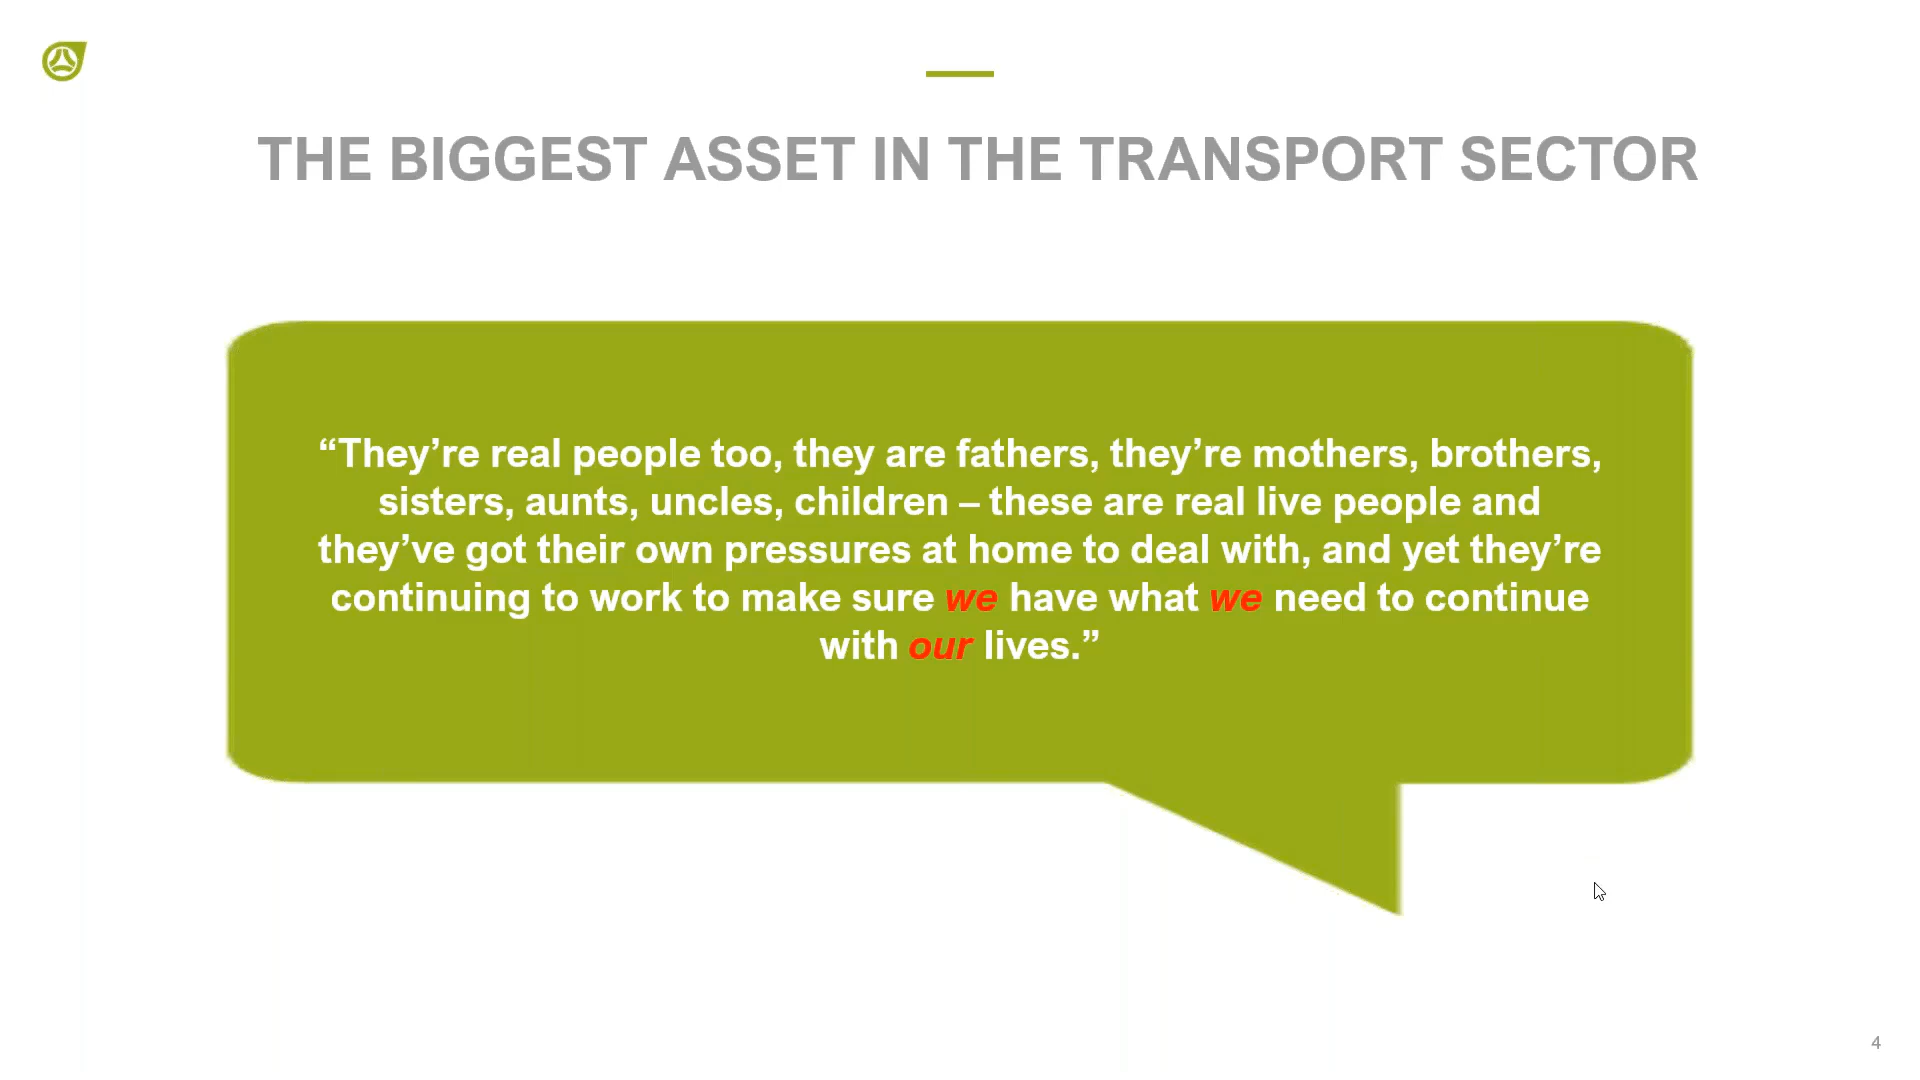 THE BIGGEST ASSET IN THE TRANSPORT SECTOR
“They’re real people too, they are fathers, they’re mothers, brothers,
sisters, aunts, uncles, children – these are real live people and
they’ve got their own pressures at home to deal with, and yet they’re
continuing to work to make sure we have what we need to continue
with our lives.”
4